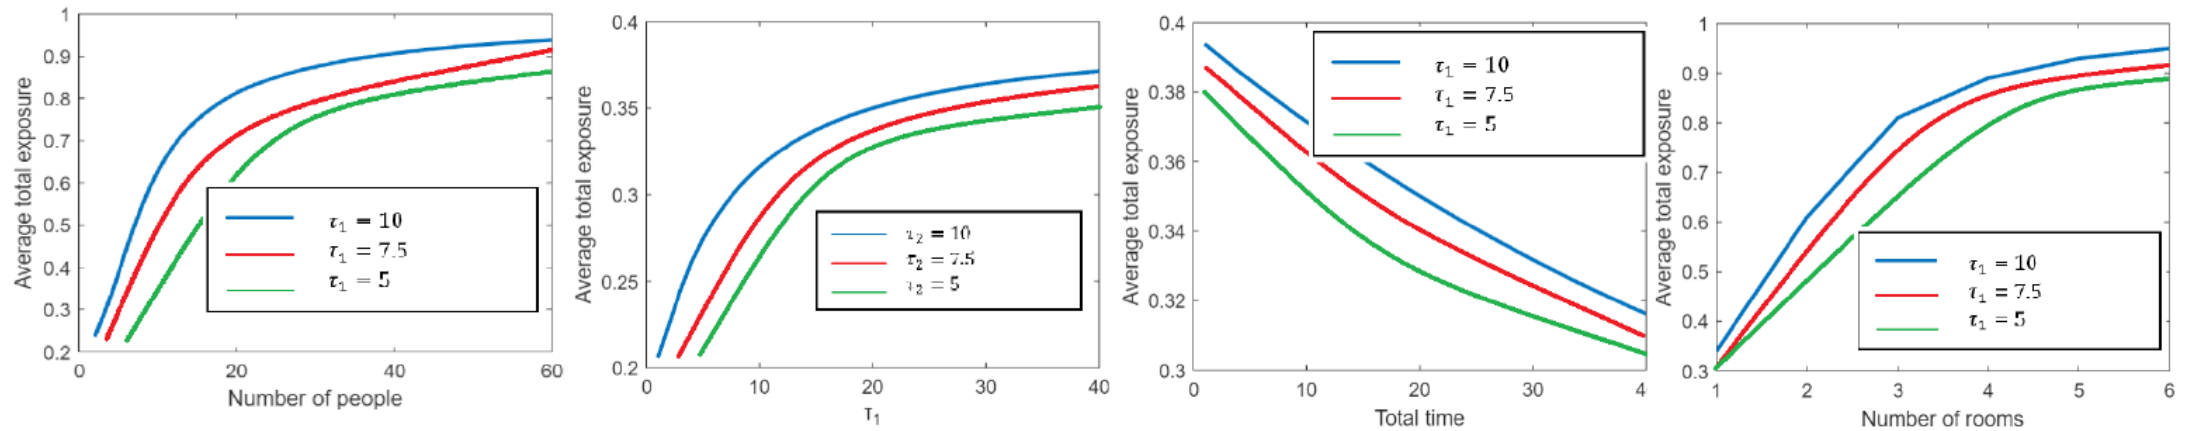 Average total exposure
1
0.9
0.8
0.7
0.6
0.5
0.4
0.3
0.2
0 20 40 60
Number of people
τ₁ = 10
τ₁ = 7.5
τ₁ = 5
Average total exposure
0.4
0.35
0.3
0.25
0.2
0 10 20 30 40
τ₁
τ₂ = 10
τ₂ = 7.5
τ₂ = 5
Average total exposure
0.4
0.38
0.36
0.34
0.32
0.3
0 10 20 30 40
Total time
τ₁ = 10
τ₁ = 7.5
τ₁ = 5
Average total exposure
1
0.9
0.8
0.7
0.6
0.5
0.4
0.3
1 2 3 4 5 6
Number of rooms
τ₁ = 10
τ₁ = 7.5
τ₁ = 5